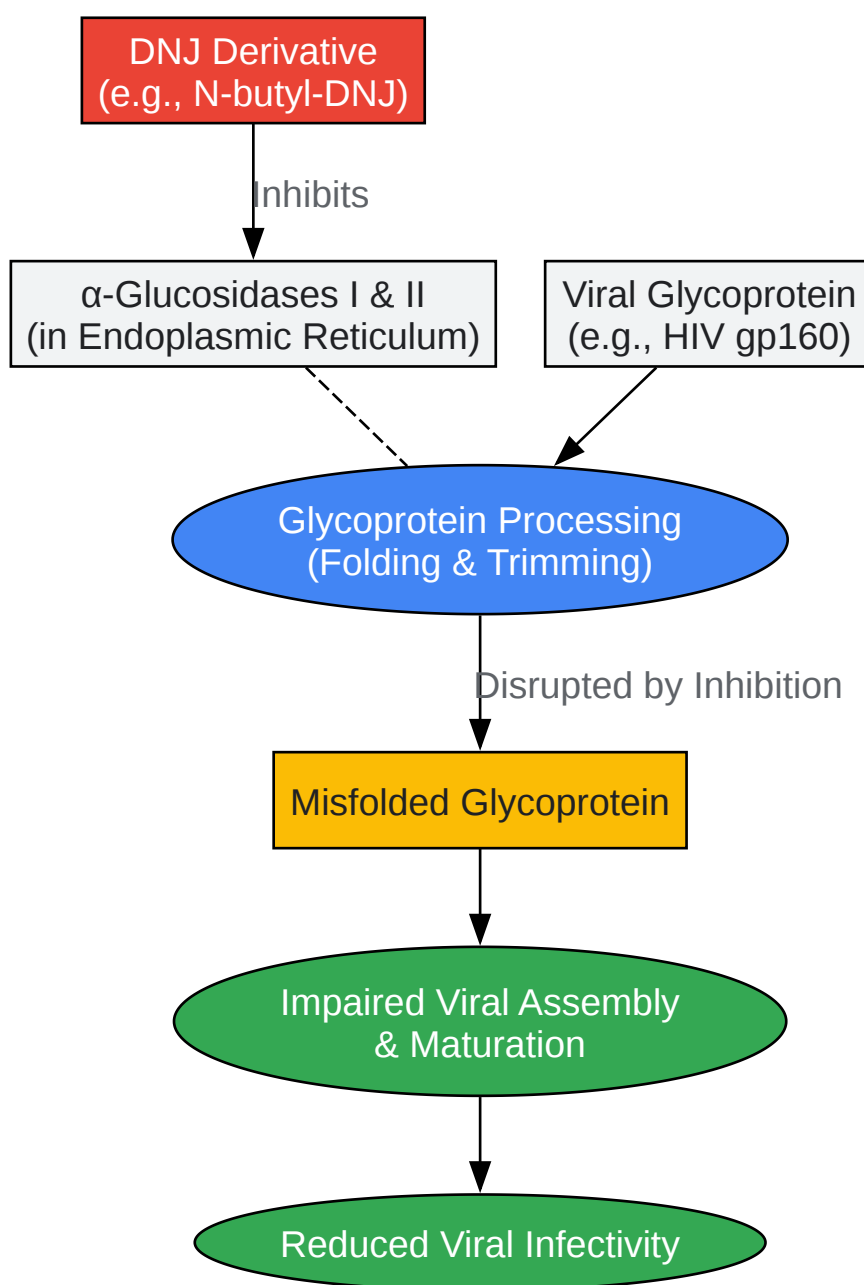 DNJ Derivative
(e.g., N-butyl-DNJ)
Inhibits
α-Glucosidases I & II
(in Endoplasmic Reticulum)
Viral Glycoprotein
(e.g., HIV gp160)
Glycoprotein Processing
(Folding & Trimming)
Disrupted by Inhibition
Misfolded Glycoprotein
Impaired Viral Assembly
& Maturation
Reduced Viral Infectivity